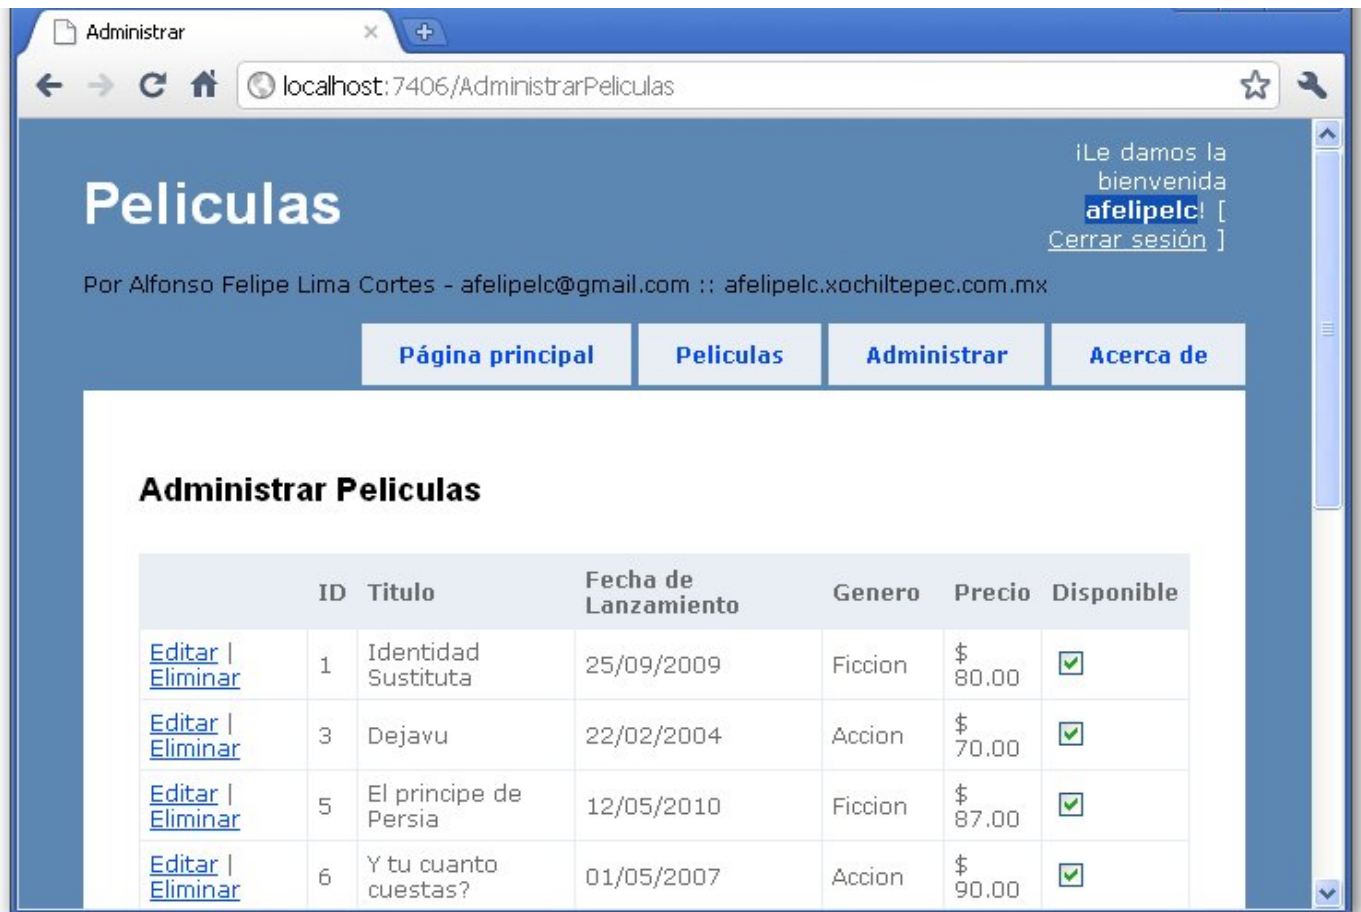 Administrar
localhost:7406/AdministrarPeliculas
¡Le damos la
bienvenida
afelipelc! [
Cerrar sesión ]
Peliculas
Por Alfonso Felipe Lima Cortes - afelipelc@gmail.com :: afelipelc.xochiltepec.com.mx
Página principal Peliculas Administrar Acerca de
Administrar Peliculas
ID Titulo Fecha de Lanzamiento Genero Precio Disponible
Editar | Eliminar 1 Identidad Sustituta 25/09/2009 Ficcion $ 80.00
Editar | Eliminar 3 Dejavu 22/02/2004 Accion $ 70.00
Editar | Eliminar 5 El principe de Persia 12/05/2010 Ficcion $ 87.00
Editar | Eliminar 6 Y tu cuanto cuestas? 01/05/2007 Accion $ 90.00